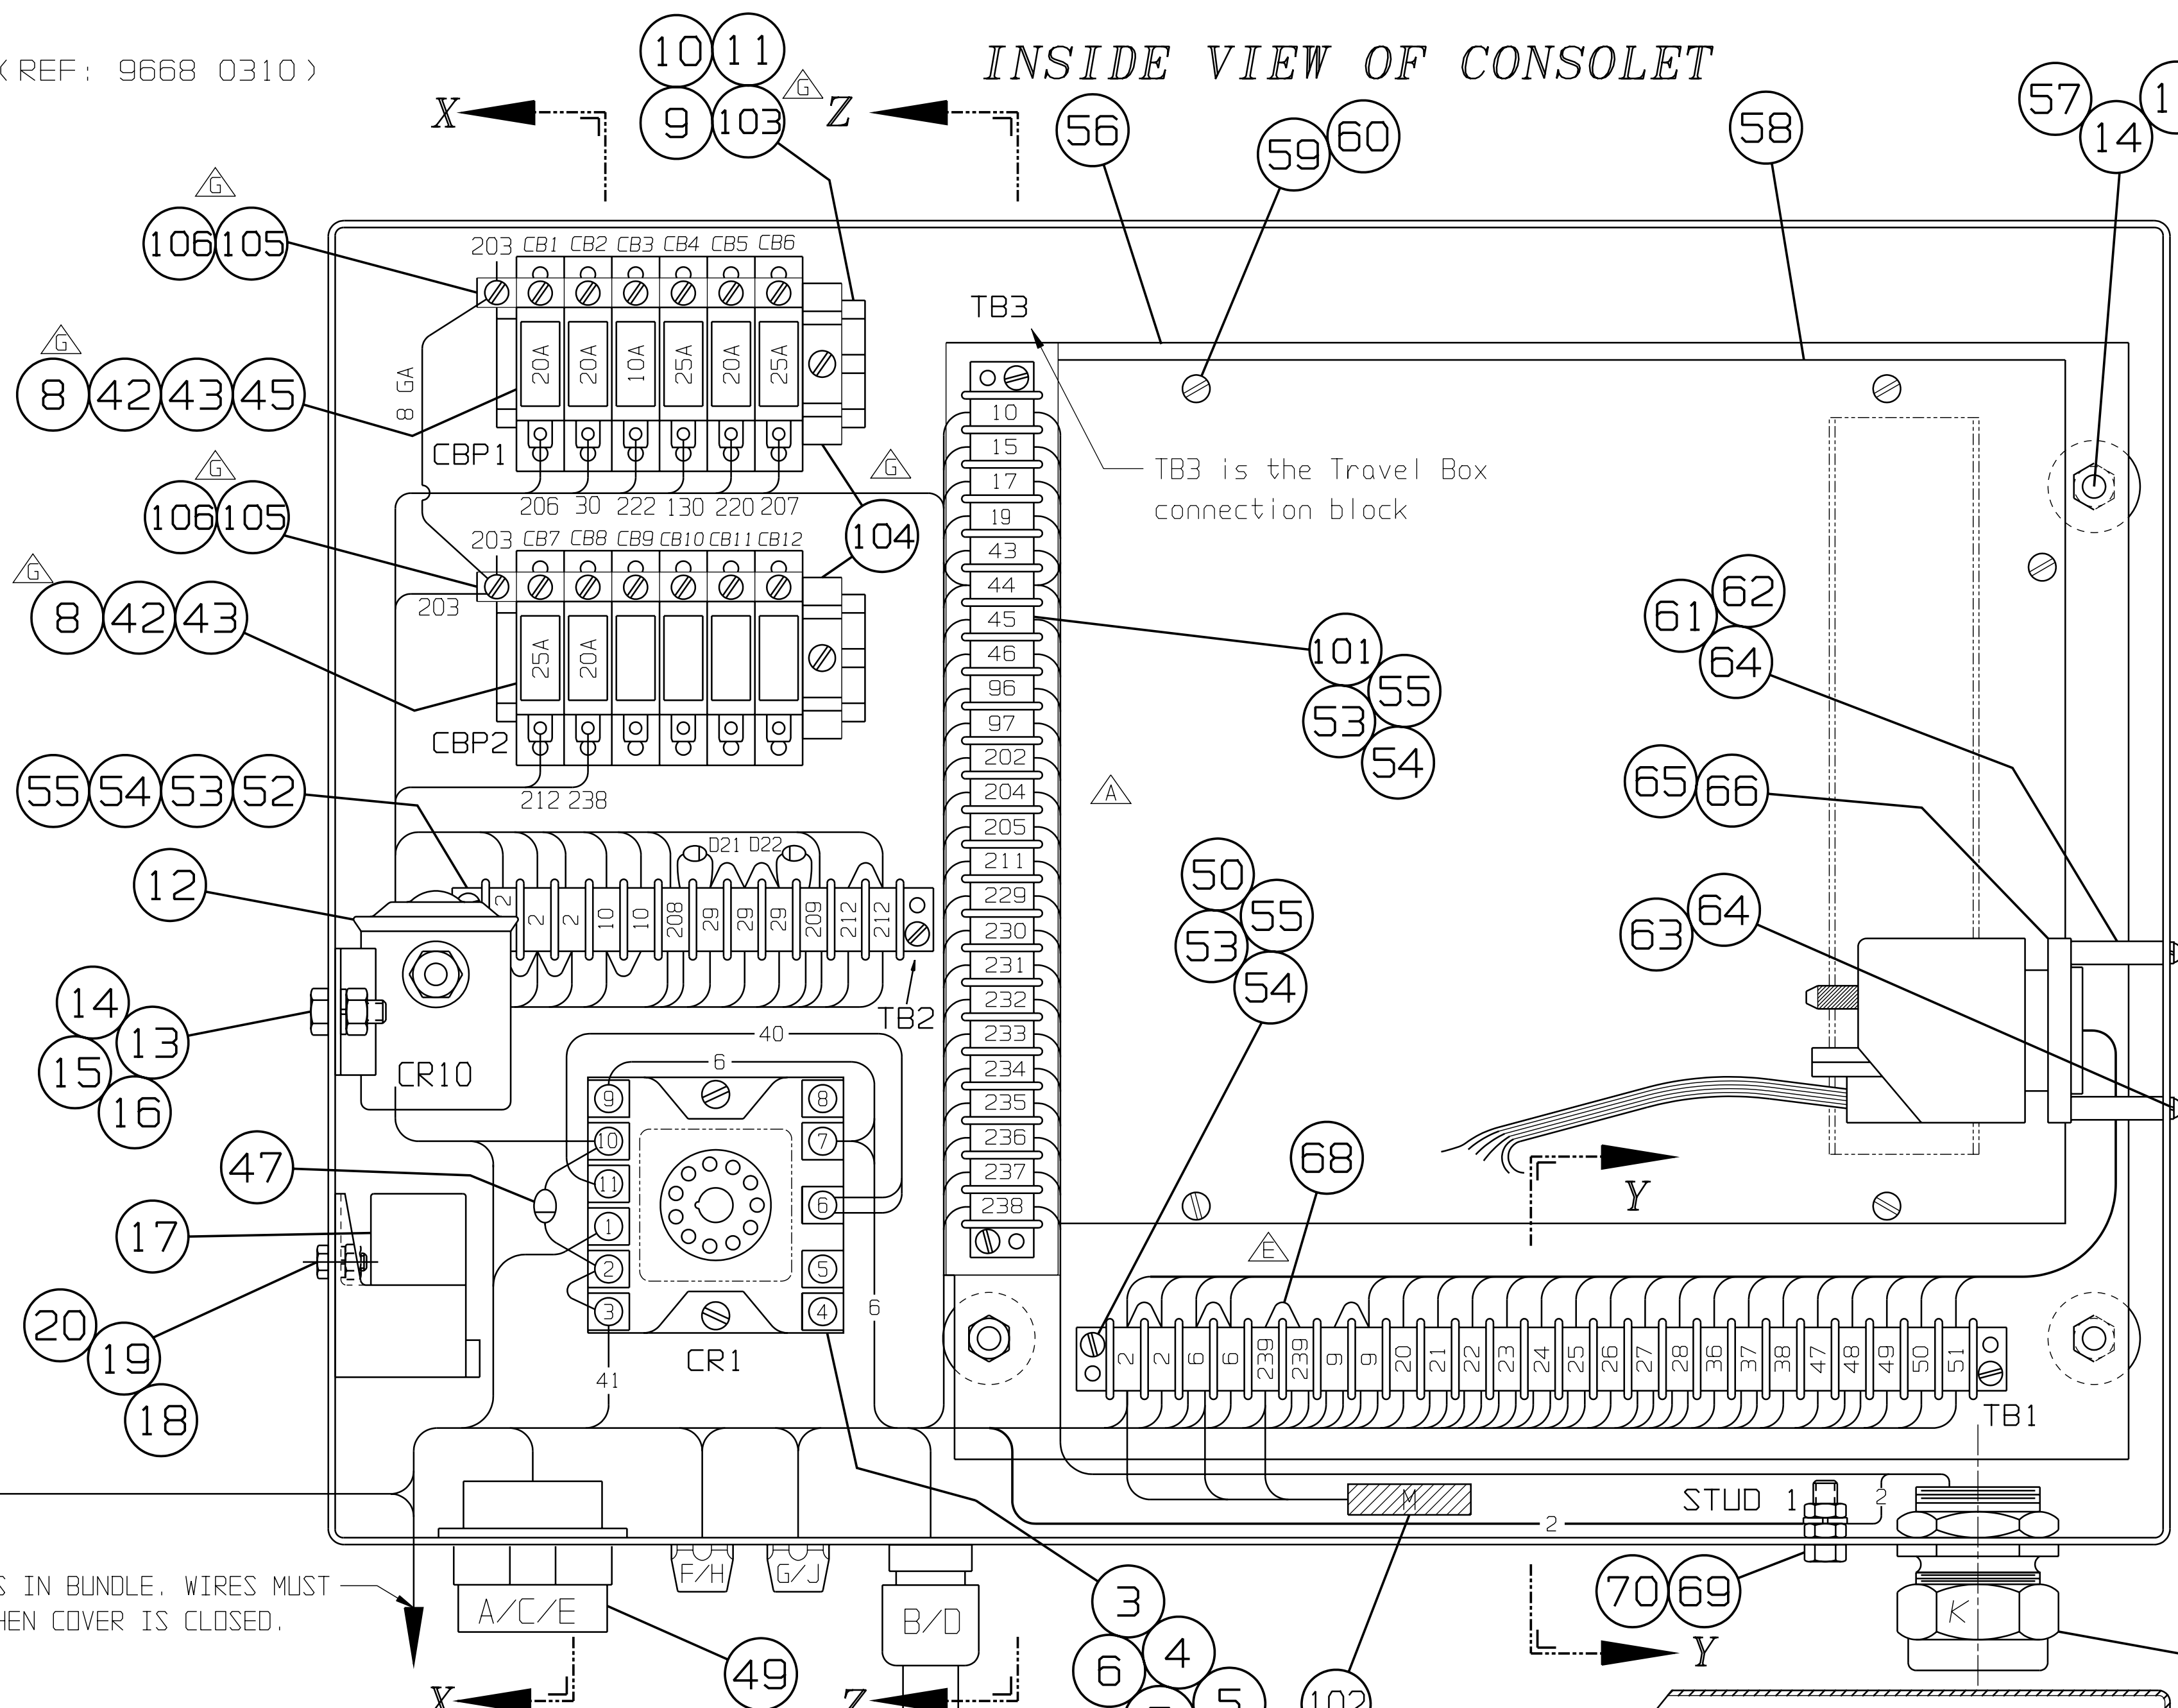 (REF: 9668 0310)
INSIDE VIEW OF CONSOLET
10 11
9 103
G
X
Z
56
59 60
58
57
14
G
106 105
203 CB1 CB2 CB3 CB4 CB5 CB6
20A 20A 10A 25A 20A 25A
8 GA
G
8 42 43 45
CBP1
206 30 222 130 220 207
G
104
G
106 105
203 CB7 CB8 CB9 CB10 CB11 CB12
203
25A 20A
G
8 42 43
CBP2
212 238
TB3
TB3 is the Travel Box
connection block
10
15
17
19
43
44
45
46
96
97
202
204
205
211
229
230
231
232
233
234
235
236
237
238
101
55
53
54
A
61 62
64
65 66
63 64
50
55
53
54
55 54 53 52
D21 D22
2 2 2 10 10 208 29 29 29 209 212 212
TB2
12
14
13
15
16
CR10
40
6
9
10
11
1
2
3
8
7
6
5
4
6
CR1
41
47
17
20
19
18
68
E
Y
2 2 6 6 239 239 9 9 20 21 22 23 24 25 26 27 28 36 37 38 47 48 49 50 51
TB1
M
STUD 1
2
2
70 69
K
Y
S IN BUNDLE. WIRES MUST
HEN COVER IS CLOSED.
A/C/E
F/H
G/J
B/D
49
3
4
6
5
102
X
Z